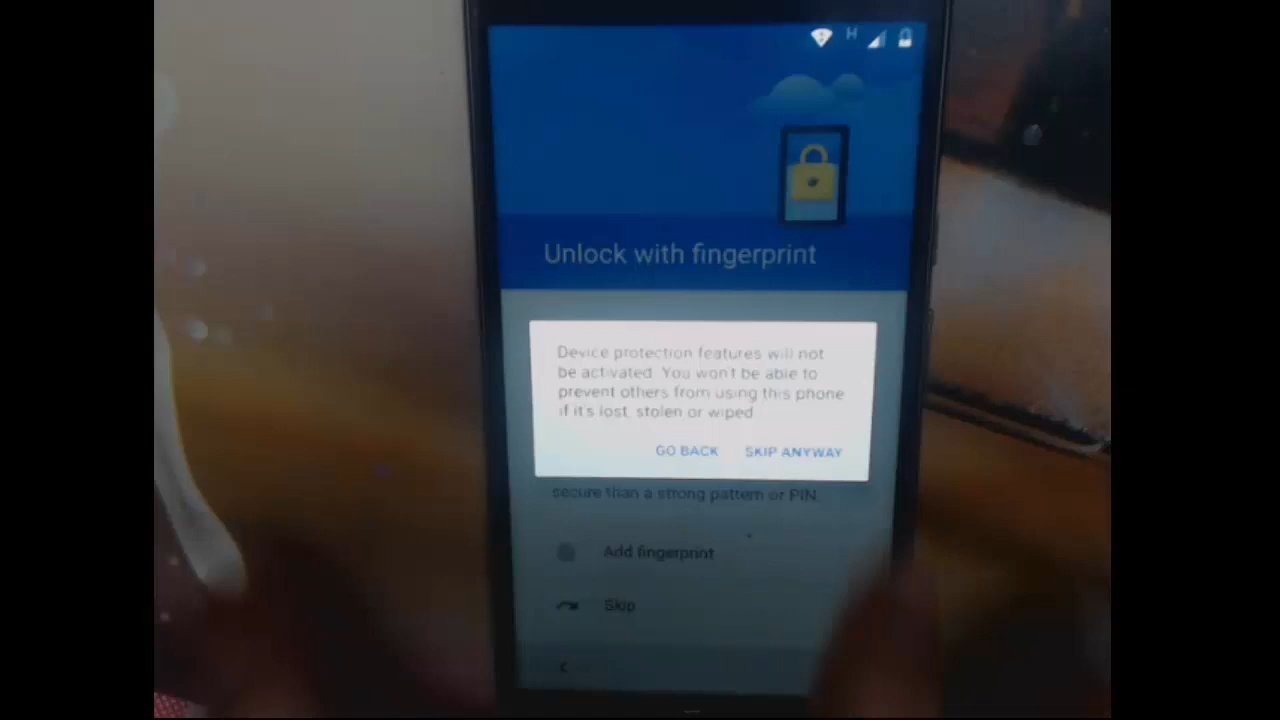 H
Unlock with fingerprint
Device protection features will not
be activated. You won't be able to
prevent others from using this phone
if it's lost, stolen or wiped.
GO BACK SKIP ANYWAY
secure than a strong pattern or PIN.
Add fingerprint
Skip